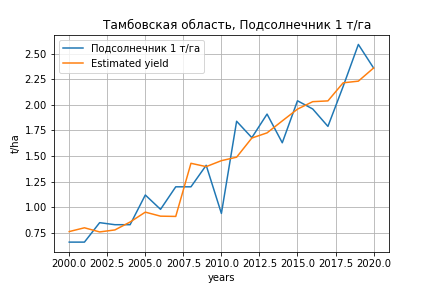 Тамбовская область, Подсолнечник 1 т/га
Подсолнечник 1 т/га
Estimated yield
2.50
2.25
2.00
1.75
1.50
1.25
1.00
0.75
t/ha
2000.0 2002.5 2005.0 2007.5 2010.0 2012.5 2015.0 2017.5 2020.0
years